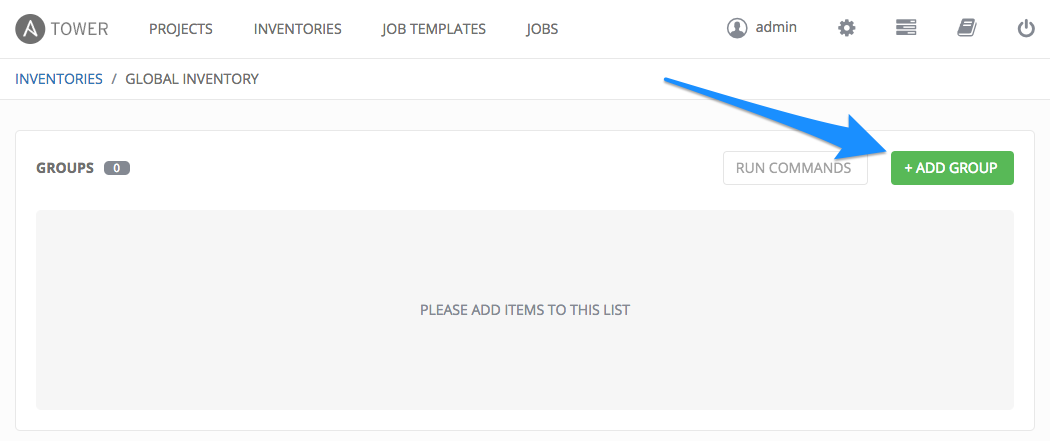 A TOWER PROJECTS INVENTORIES JOB TEMPLATES JOBS admin
INVENTORIES / GLOBAL INVENTORY
GROUPS 0 RUN COMMANDS + ADD GROUP
PLEASE ADD ITEMS TO THIS LIST